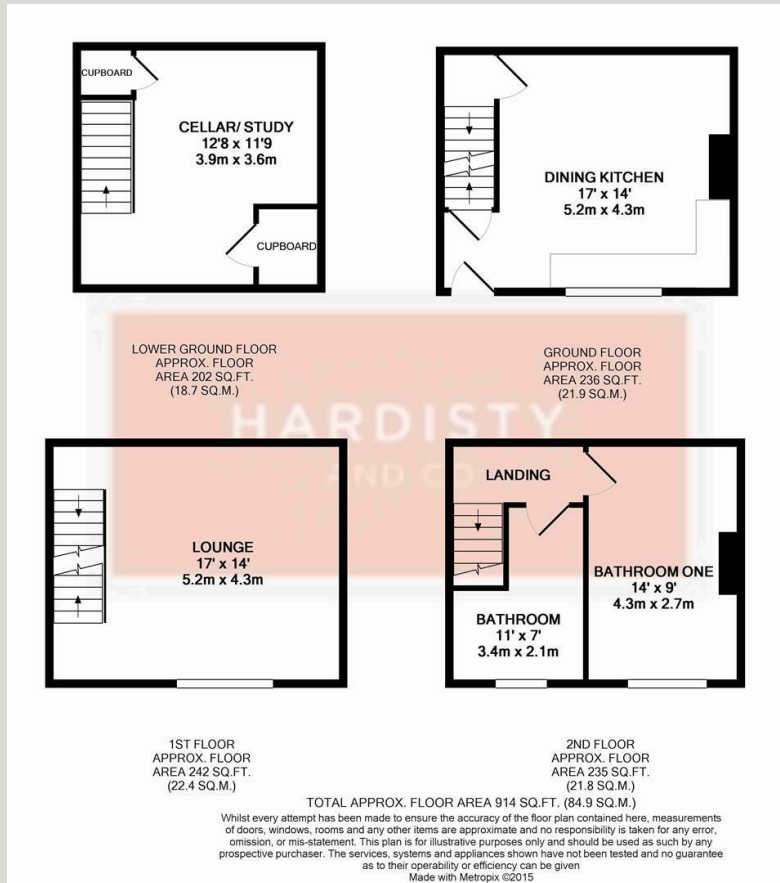 CUPBOARD
CELLAR/ STUDY
12'8 x 11'9
3.9m x 3.6m
CUPBOARD
DINING KITCHEN
17' x 14'
5.2m x 4.3m
LOWER GROUND FLOOR
APPROX. FLOOR
AREA 202 SQ.FT.
(18.7 SQ.M.)
GROUND FLOOR
APPROX. FLOOR
AREA 236 SQ.FT.
(21.9 SQ.M.)
HARDISTY
AND CO
LOUNGE
17' x 14'
5.2m x 4.3m
LANDING
BATHROOM ONE
14' x 9'
4.3m x 2.7m
BATHROOM
11' x 7'
3.4m x 2.1m
1ST FLOOR
APPROX. FLOOR
AREA 242 SQ.FT.
(22.4 SQ.M.)
2ND FLOOR
APPROX. FLOOR
AREA 235 SQ.FT.
(21.8 SQ.M.)
TOTAL APPROX. FLOOR AREA 914 SQ.FT. (84.9 SQ.M.)
Whilst every attempt has been made to ensure the accuracy of the floor plan contained here, measurements
of doors, windows, rooms and any other items are approximate and no responsibility is taken for any error,
omission, or mis-statement. This plan is for illustrative purposes only and should be used as such by any
prospective purchaser. The services, systems and appliances shown have not been tested and no guarantee
as to their operability or efficiency can be given
Made with Metropix ©2015